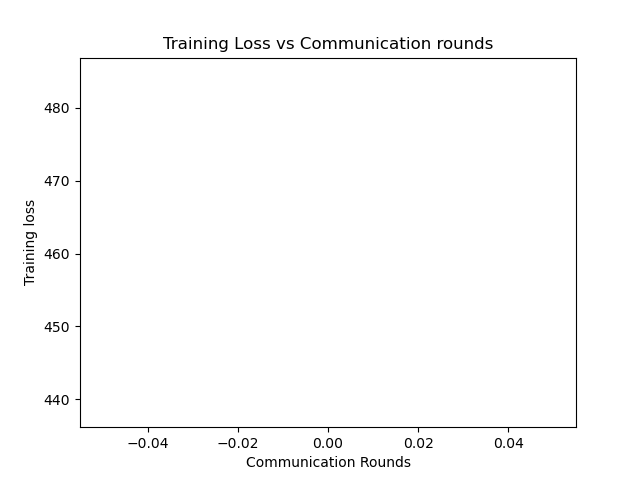 Training Loss vs Communication rounds
480
470
460
450
440
Training loss
−0.04 −0.02 0.00 0.02 0.04
Communication Rounds